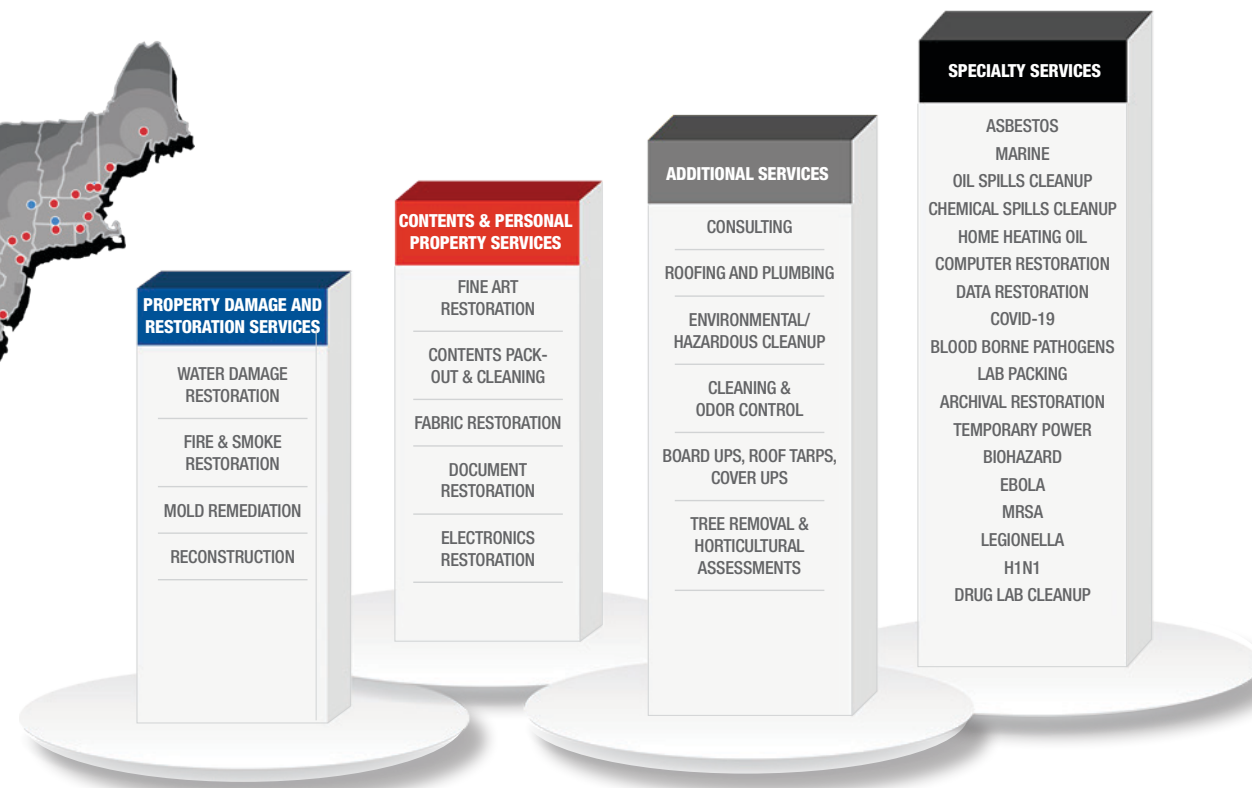 PROPERTY DAMAGE AND
RESTORATION SERVICES
WATER DAMAGE
RESTORATION
FIRE & SMOKE
RESTORATION
MOLD REMEDIATION
RECONSTRUCTION
CONTENTS & PERSONAL
PROPERTY SERVICES
FINE ART
RESTORATION
CONTENTS PACK-
OUT & CLEANING
FABRIC RESTORATION
DOCUMENT
RESTORATION
ELECTRONICS
RESTORATION
ADDITIONAL SERVICES
CONSULTING
ROOFING AND PLUMBING
ENVIRONMENTAL/
HAZARDOUS CLEANUP
CLEANING &
ODOR CONTROL
BOARD UPS, ROOF TARPS,
COVER UPS
TREE REMOVAL &
HORTICULTURAL
ASSESSMENTS
SPECIALTY SERVICES
ASBESTOS
MARINE
OIL SPILLS CLEANUP
CHEMICAL SPILLS CLEANUP
HOME HEATING OIL
COMPUTER RESTORATION
DATA RESTORATION
COVID-19
BLOOD BORNE PATHOGENS
LAB PACKING
ARCHIVAL RESTORATION
TEMPORARY POWER
BIOHAZARD
EBOLA
MRSA
LEGIONELLA
H1N1
DRUG LAB CLEANUP